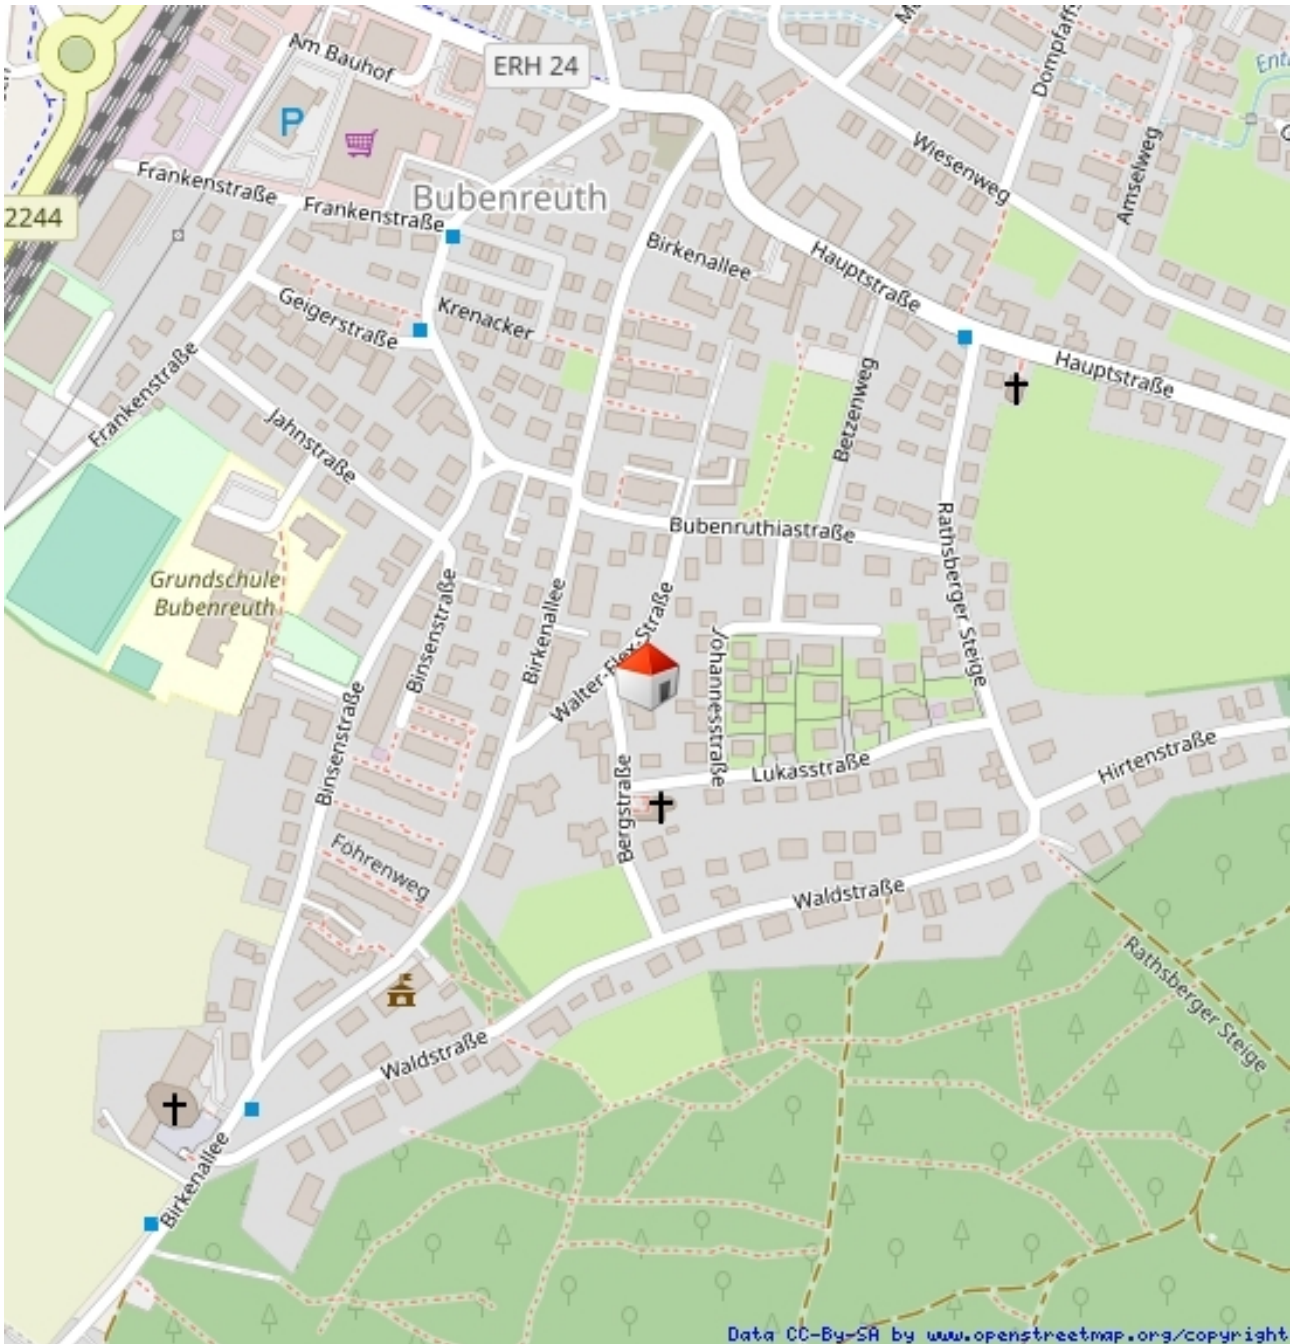 Am Bauhof
ERH 24
Dompfaffs
Wiesenweg
Amselweg
Frankenstraße
Frankenstraße
Bubenreuth
2244
Birkenallee
Hauptstraße
Geigerstraße
Krenacker
Hauptstraße
Frankenstraße
Jahnstraße
Betzenweg
Bubenruthiastraße
Rathsberger Steige
Grundschule
Bubenreuth
Binsenstraße
Birkenallee
Walter-Flex-Straße
Johannesstraße
Binsenstraße
Bergstraße
Lukasstraße
Hirtenstraße
Föhrenweg
Waldstraße
Rathsberger Steige
Waldstraße
Birkenallee
Data CC-By-SA by www.openstreetmap.org/copyright